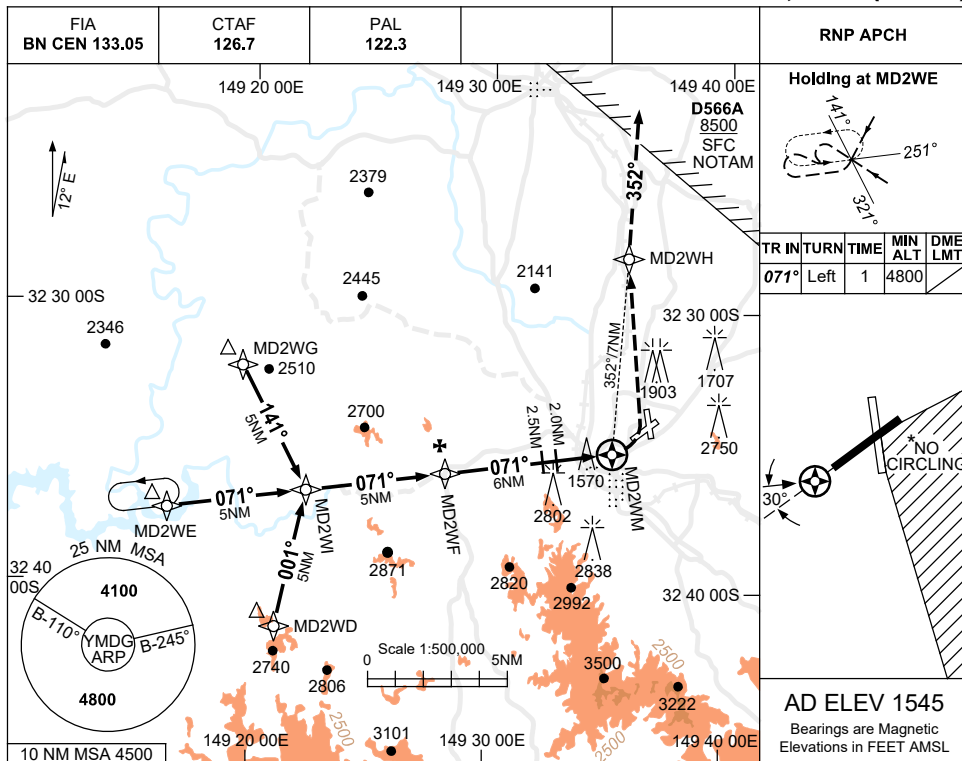 FIA
BN CEN 133.05
CTAF
126.7
PAL
122.3
RNP APCH
149 20 00E
149 30 00E
149 40 00E
D566A
8500
SFC
NOTAM
12° E
2379
352°
Holding at MD2WE
141°
251°
321°
TR IN TURN TIME MIN ALT DME LMT
071° Left 1 4800
MD2WH
2445
2141
32 30 00S
32 30 00S
2346
MD2WG
2510
352°/7NM
1903
1707
141°
5NM
2700
2.5NM
2.0NM
2750
*NO
CIRCLING
071°
5NM
071°
5NM
071°
6NM
1570
30°
MD2WE
MD2WI
MD2WF
MD2WM
2802
25 NM MSA
001°
5NM
2871
2838
32 40
00S
4100
2820
2992
32 40 00S
B-110°
YMDG
ARP
B-245°
MD2WD
2740
4800
2806
Scale 1:500,000
0
5NM
3500
2500
3222
AD ELEV 1545
2500
2500
3101
149 20 00E
149 30 00E
149 40 00E
Bearings are Magnetic
Elevations in FEET AMSL
10 NM MSA 4500